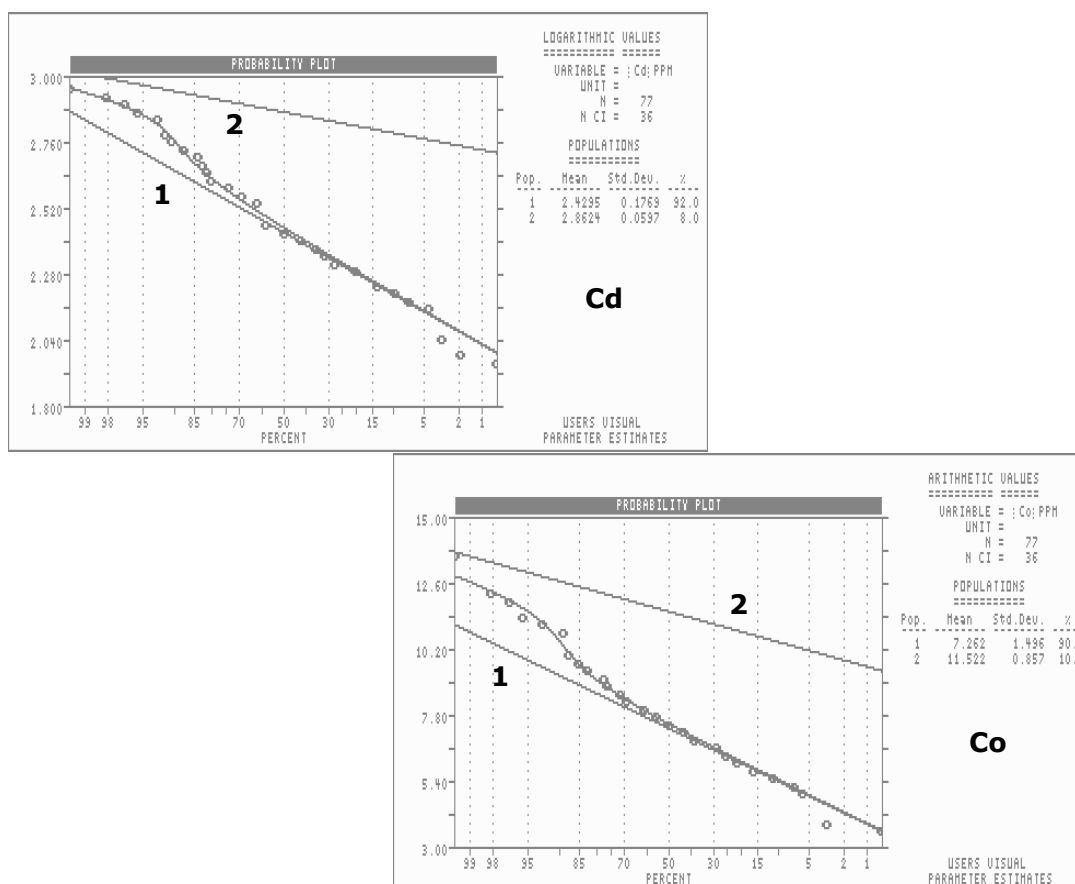 LOGARITHMIC VALUES
=========== ======
PROBABILITY PLOT
VARIABLE = ¦Cd¦PPM
UNIT =
N = 77
N CI = 36
POPULATIONS
===========
Pop. Mean Std.Dev. %
1 2.4295 0.1769 92.0
2 2.8624 0.0597 8.0
3.000
2.760
2.520
2.280
2.040
1.800
2
1
Cd
99 98 95 85 70 50 30 15 5 2 1
PERCENT
USERS VISUAL
PARAMETER ESTIMATES
ARITHMETIC VALUES
========== ======
PROBABILITY PLOT
VARIABLE = ¦Co¦PPM
UNIT =
N = 77
N CI = 36
POPULATIONS
===========
Pop. Mean Std.Dev. %
1 7.262 1.496 90.
2 11.522 0.857 10.
15.00
12.60
10.20
7.80
5.40
3.00
2
1
Co
99 98 95 85 70 50 30 15 5 2 1
PERCENT
USERS VISUAL
PARAMETER ESTIMATES